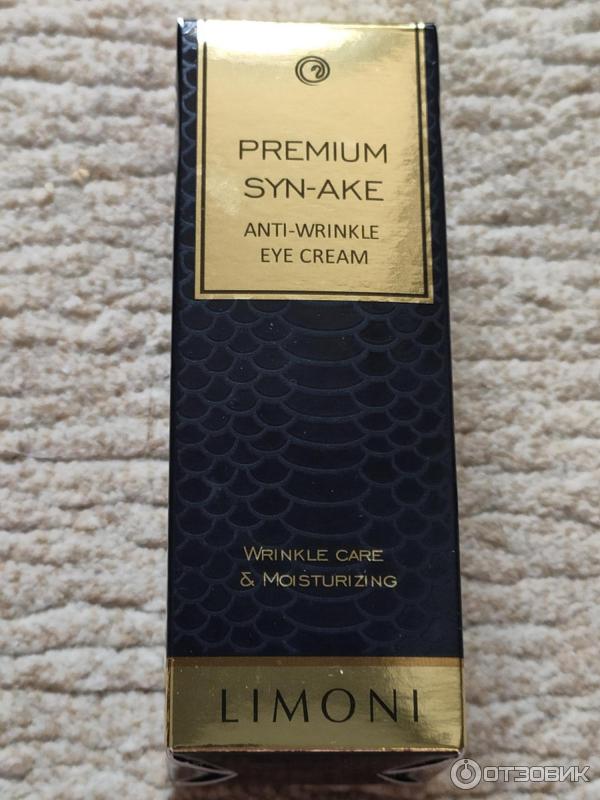 PREMIUM
SYN-AKE
ANTI-WRINKLE
EYE CREAM
WRINKLE CARE
& MOISTURIZING
LIMONI
ОТЗОВИК